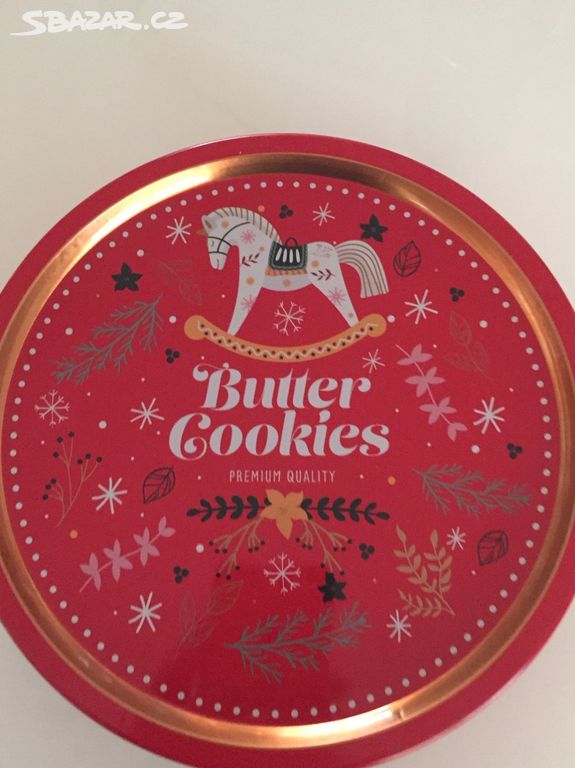 SBAZAR.CZ
Butter
Cookies
PREMIUM QUALITY